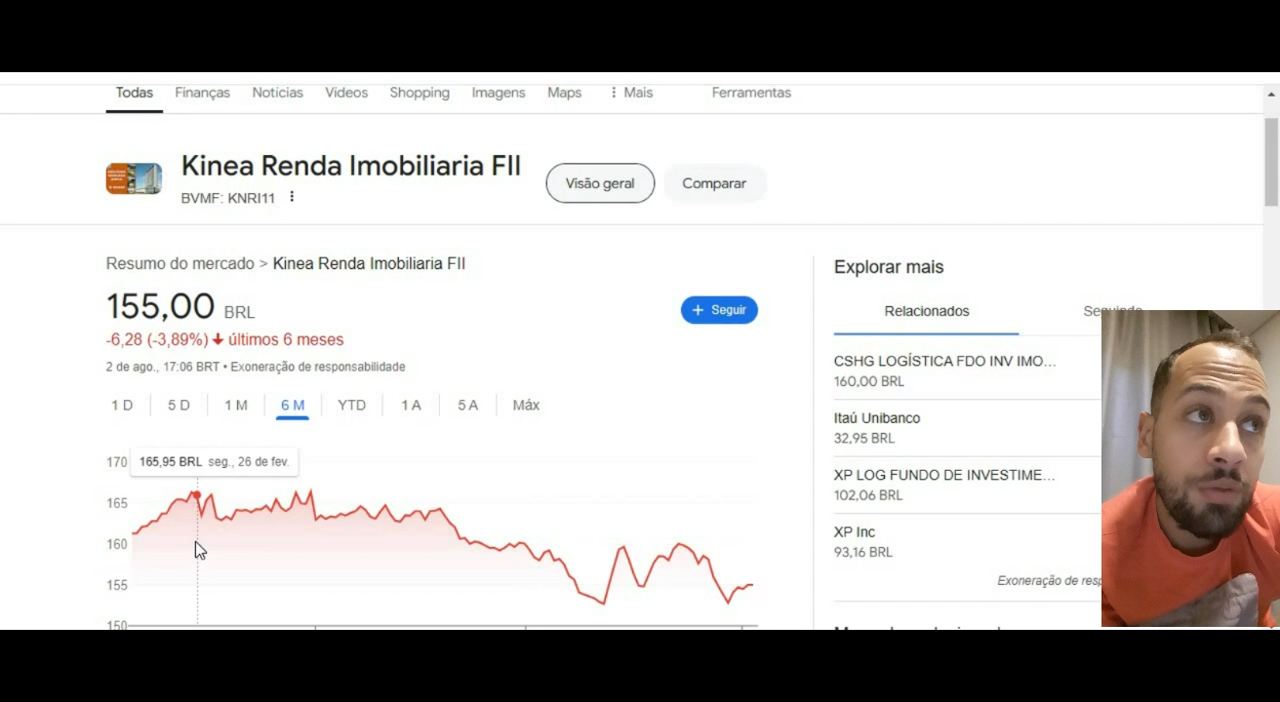 Todas Finanças Notícias Vídeos Shopping Imagens Maps Mais Ferramentas
Kinea Renda Imobiliaria FII
BVMF: KNRI11
Visão geral Comparar
Resumo do mercado > Kinea Renda Imobiliaria FII
155,00 BRL
-6,28 (-3,89%) últimos 6 meses
2 de ago., 17:06 BRT • Exoneração de responsabilidade
+ Seguir
1 D 5 D 1 M 6 M YTD 1 A 5 A Máx
165,95 BRL seg., 26 de fev.
170
165
160
155
150
Explorar mais
Relacionados
CSHG LOGÍSTICA FDO INV IMO...
160,00 BRL
Itaú Unibanco
32,95 BRL
XP LOG FUNDO DE INVESTIME...
102,06 BRL
XP Inc
93,16 BRL
Exoneração de resp